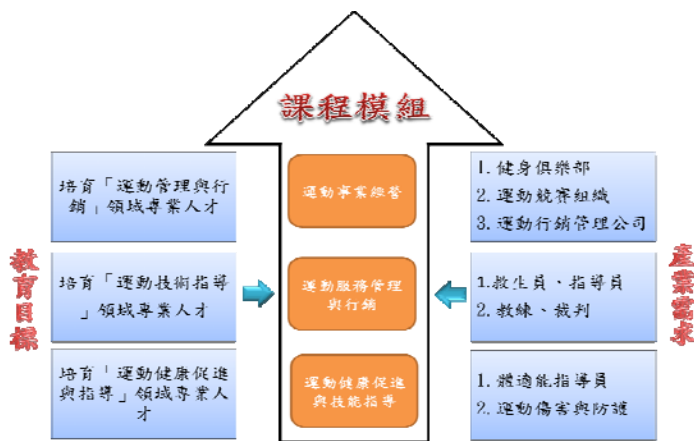 課程模組
教育目標
培育「運動管理與行
銷」領域專業人才
培育「運動技術指導
」領域專業人才
培育「運動健康促進
與指導」領域專業人
才
運動事業經營
運動服務管理
與行銷
運動健康促進
與技能指導
1. 健身俱樂部
2. 運動競賽組織
3. 運動行銷管理公司
1.救生員、指導員
2.教練、裁判
1.體適能指導員
2.運動傷害與防護
產業需求